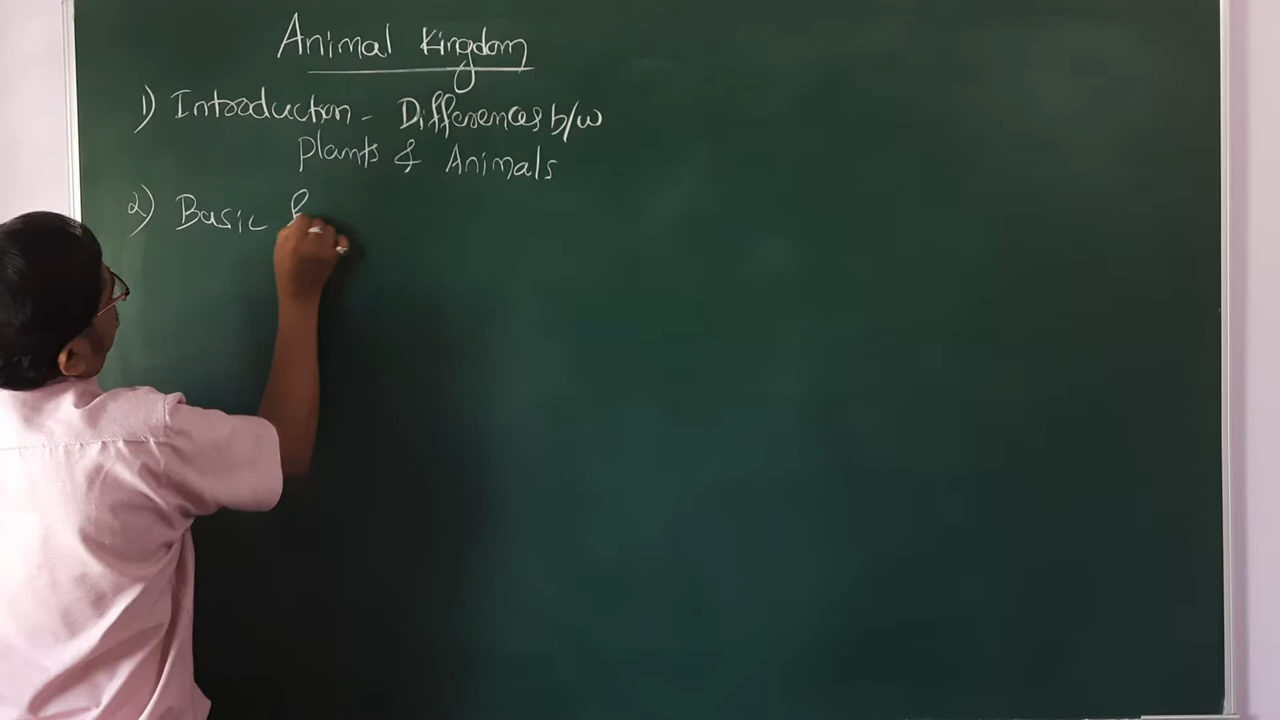 Animal Kingdom
1) Introduction - Differences b/w
Plants & Animals
2) Basic